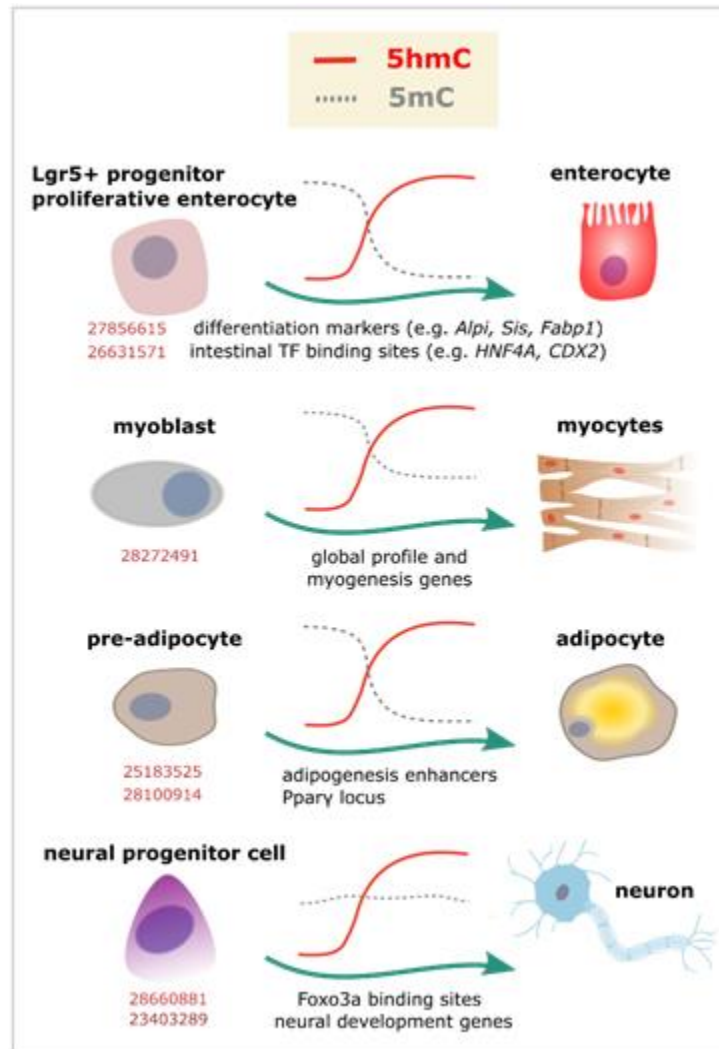 5hmC
5mC
Lgr5+ progenitor
proliferative enterocyte
enterocyte
27856615 differentiation markers (e.g. Alpi, Sis, Fabp1)
26631571 intestinal TF binding sites (e.g. HNF4A, CDX2)
myoblast
myocytes
28272491
global profile and
myogenesis genes
pre-adipocyte
adipocyte
25183525
28100914
adipogenesis enhancers
Pparγ locus
neural progenitor cell
neuron
28660881
23403289
Foxo3a binding sites
neural development genes